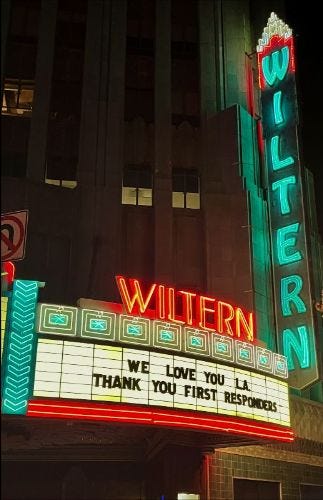 WILTERN
WILTERN
WE LOVE YOU L.A.
THANK YOU FIRST RESPONDERS